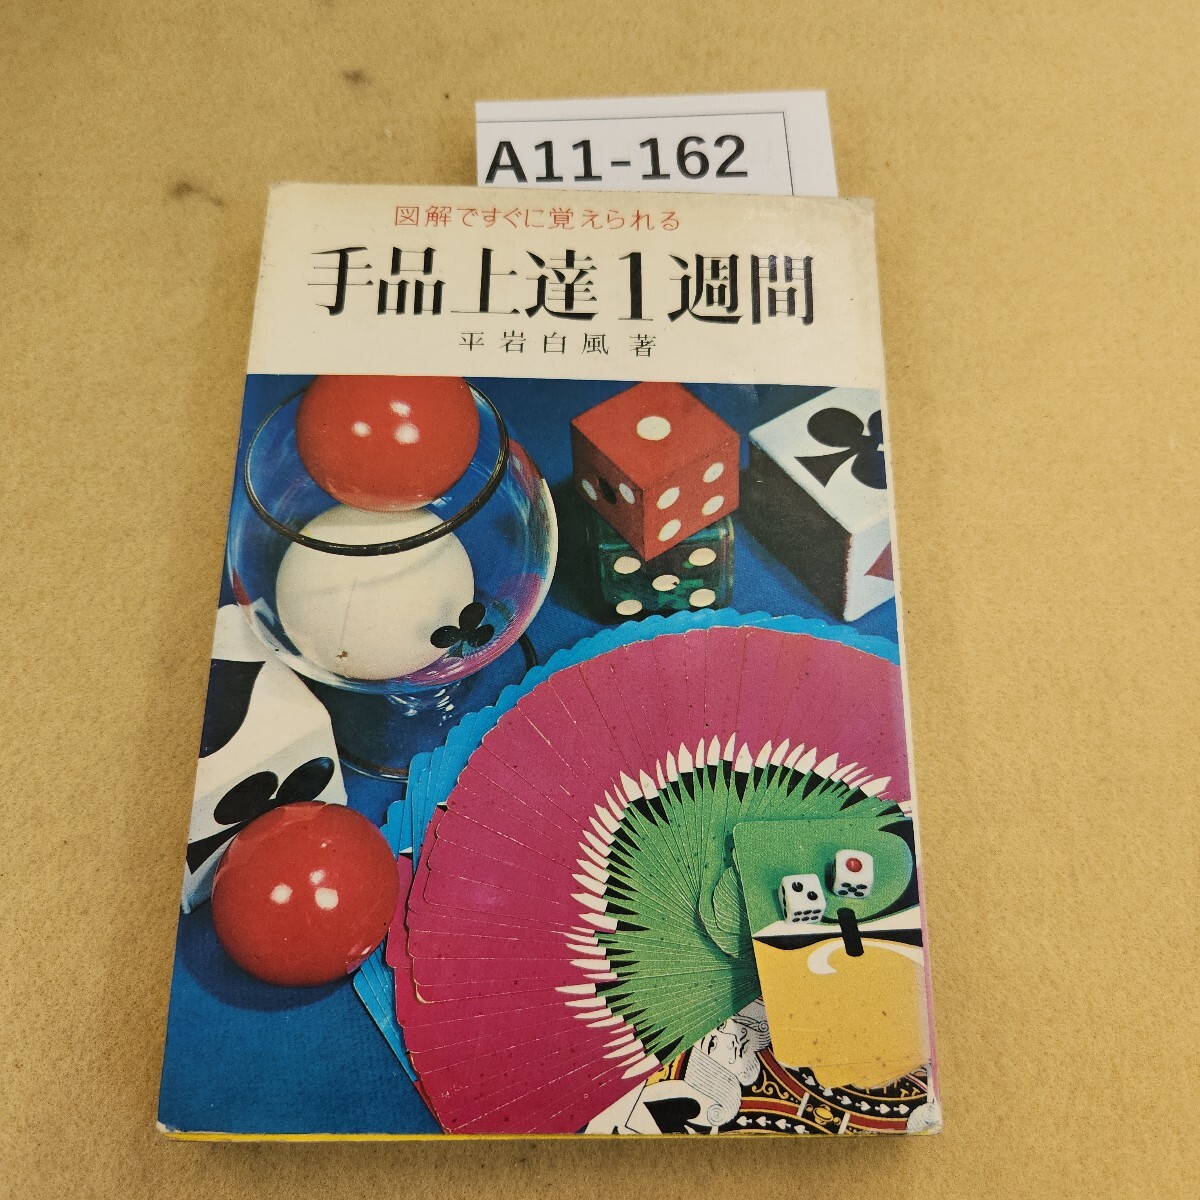 A11-162
図解ですぐに覚えられる
手品上達1週間
平岩白風著